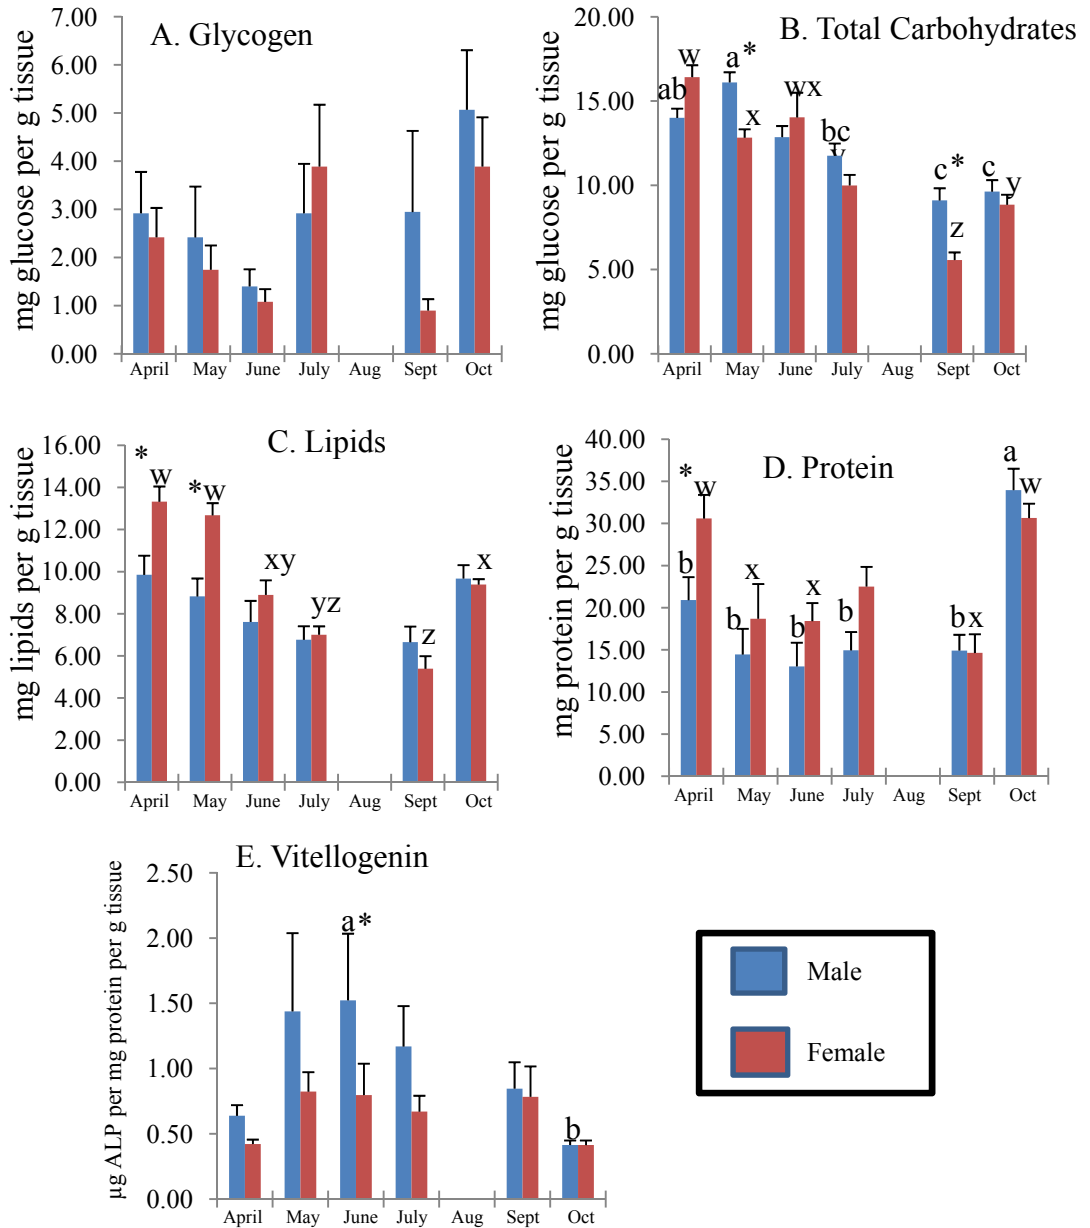 A. Glycogen
mg glucose per g tissue
7.00
6.00
5.00
4.00
3.00
2.00
1.00
0.00
April May June July Aug Sept Oct
B. Total Carbohydrates
mg glucose per g tissue
20.00
15.00
10.00
5.00
0.00
ab w a* x wx bc y c* z c y
April May June July Aug Sept Oct
C. Lipids
mg lipids per g tissue
16.00
14.00
12.00
10.00
8.00
6.00
4.00
2.00
0.00
* w *w xy yz z x
April May June July Aug Sept Oct
D. Protein
mg protein per g tissue
40.00
35.00
30.00
25.00
20.00
15.00
10.00
5.00
0.00
* b w b x b x b b x a w
April May June July Aug Sept Oct
E. Vitellogenin
µg ALP per mg protein per g tissue
2.50
2.00
1.50
1.00
0.50
0.00
a* b
April May June July Aug Sept Oct
Male
Female